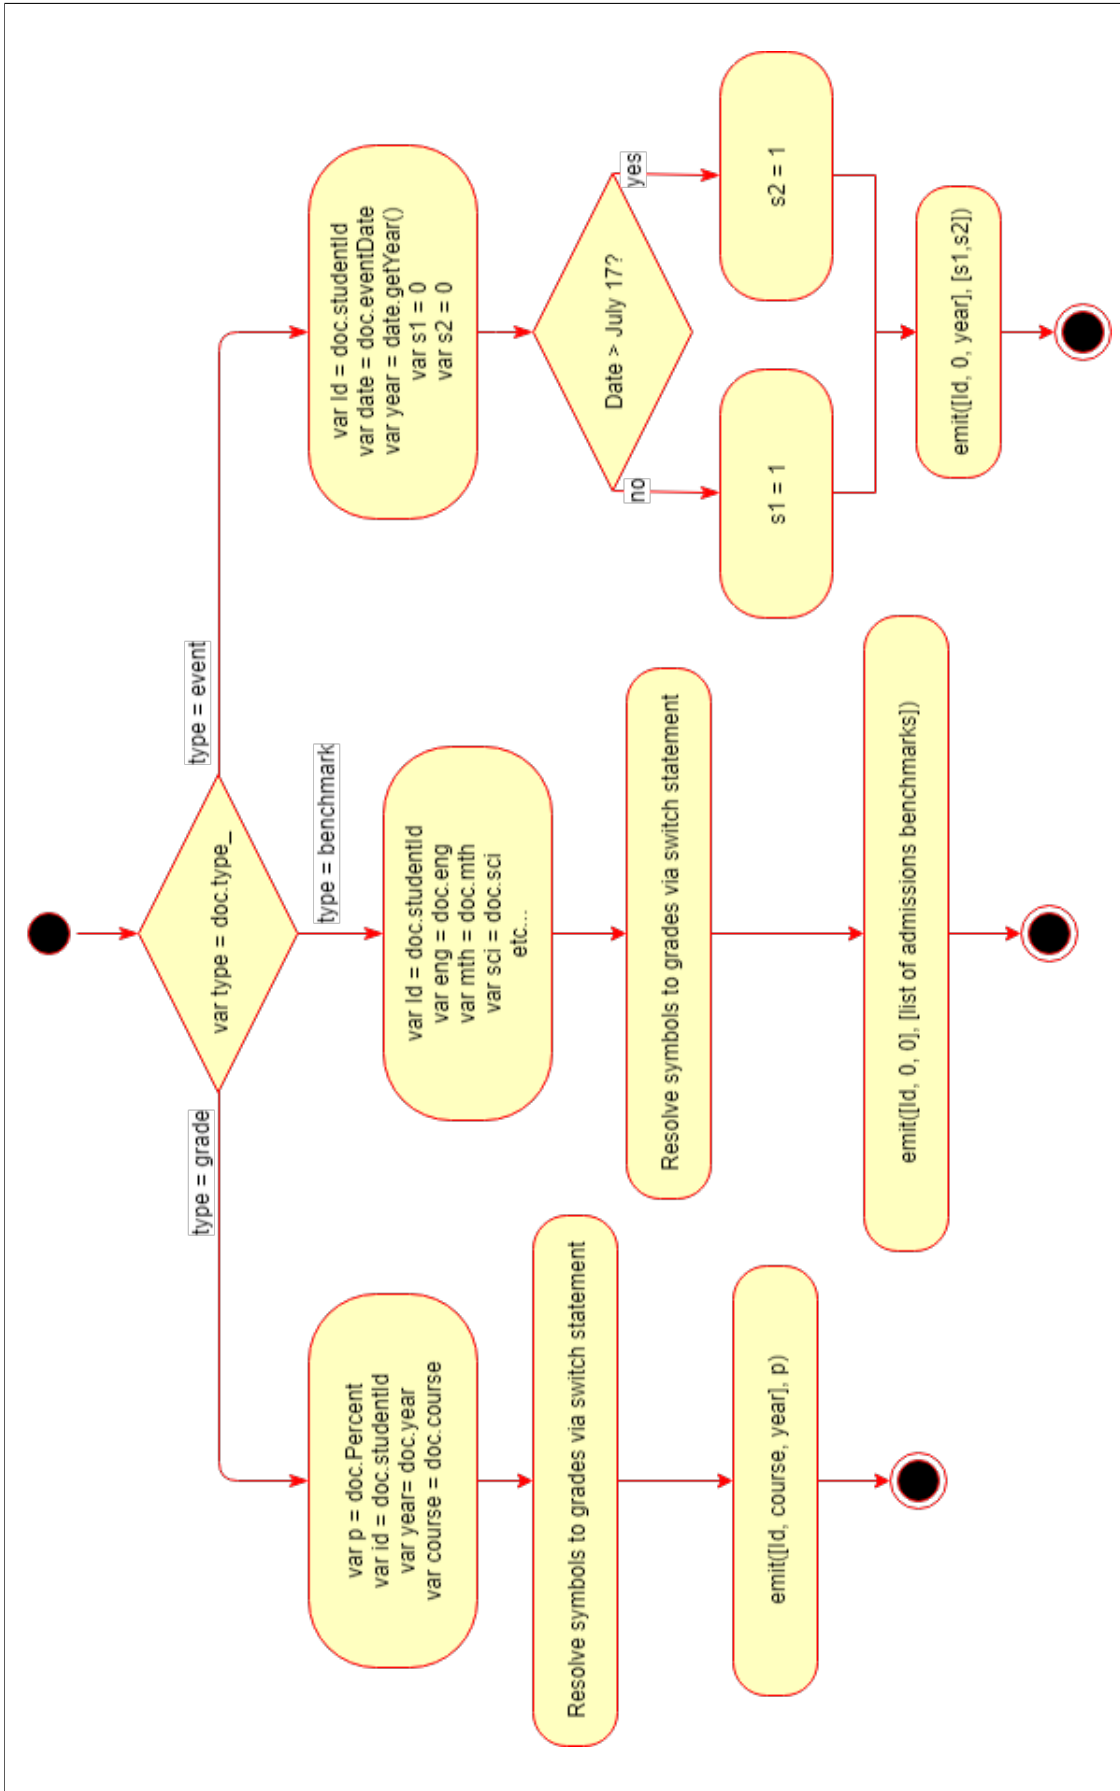 var type = doc.type_
type = grade
type = benchmark
type = event
var p = doc.Percent
var id = doc.studentId
var year= doc.year
var course = doc.course
Resolve symbols to grades via switch statement
emit([Id, course, year], p)
var Id = doc.studentId
var eng = doc.eng
var mth = doc.mth
var sci = doc.sci
etc...
Resolve symbols to grades via switch statement
emit([Id, 0, 0], [list of admissions benchmarks])
var Id = doc.studentId
var date = doc.eventDate
var year = date.getYear()
var s1 = 0
var s2 = 0
Date > July 17?
no
yes
s1 = 1
s2 = 1
emit([Id, 0, year], [s1,s2])